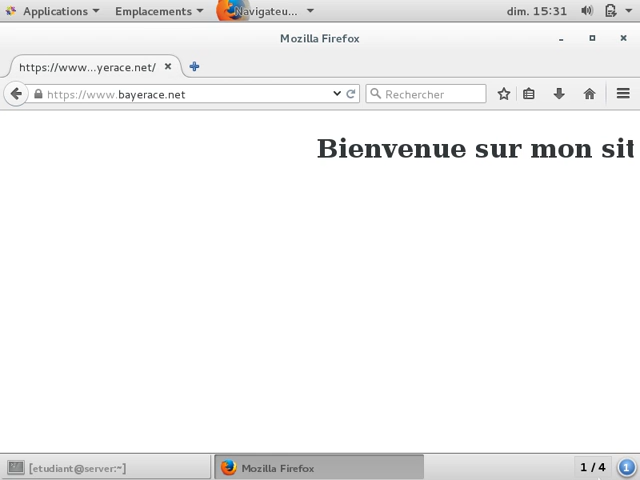 Applications Emplacements Navigateu... dim. 15:31
Mozilla Firefox
https://www...yerace.net/
https://www.bayerace.net Rechercher
Bienvenue sur mon sit
[etudiant@server:~] Mozilla Firefox 1 / 4 1